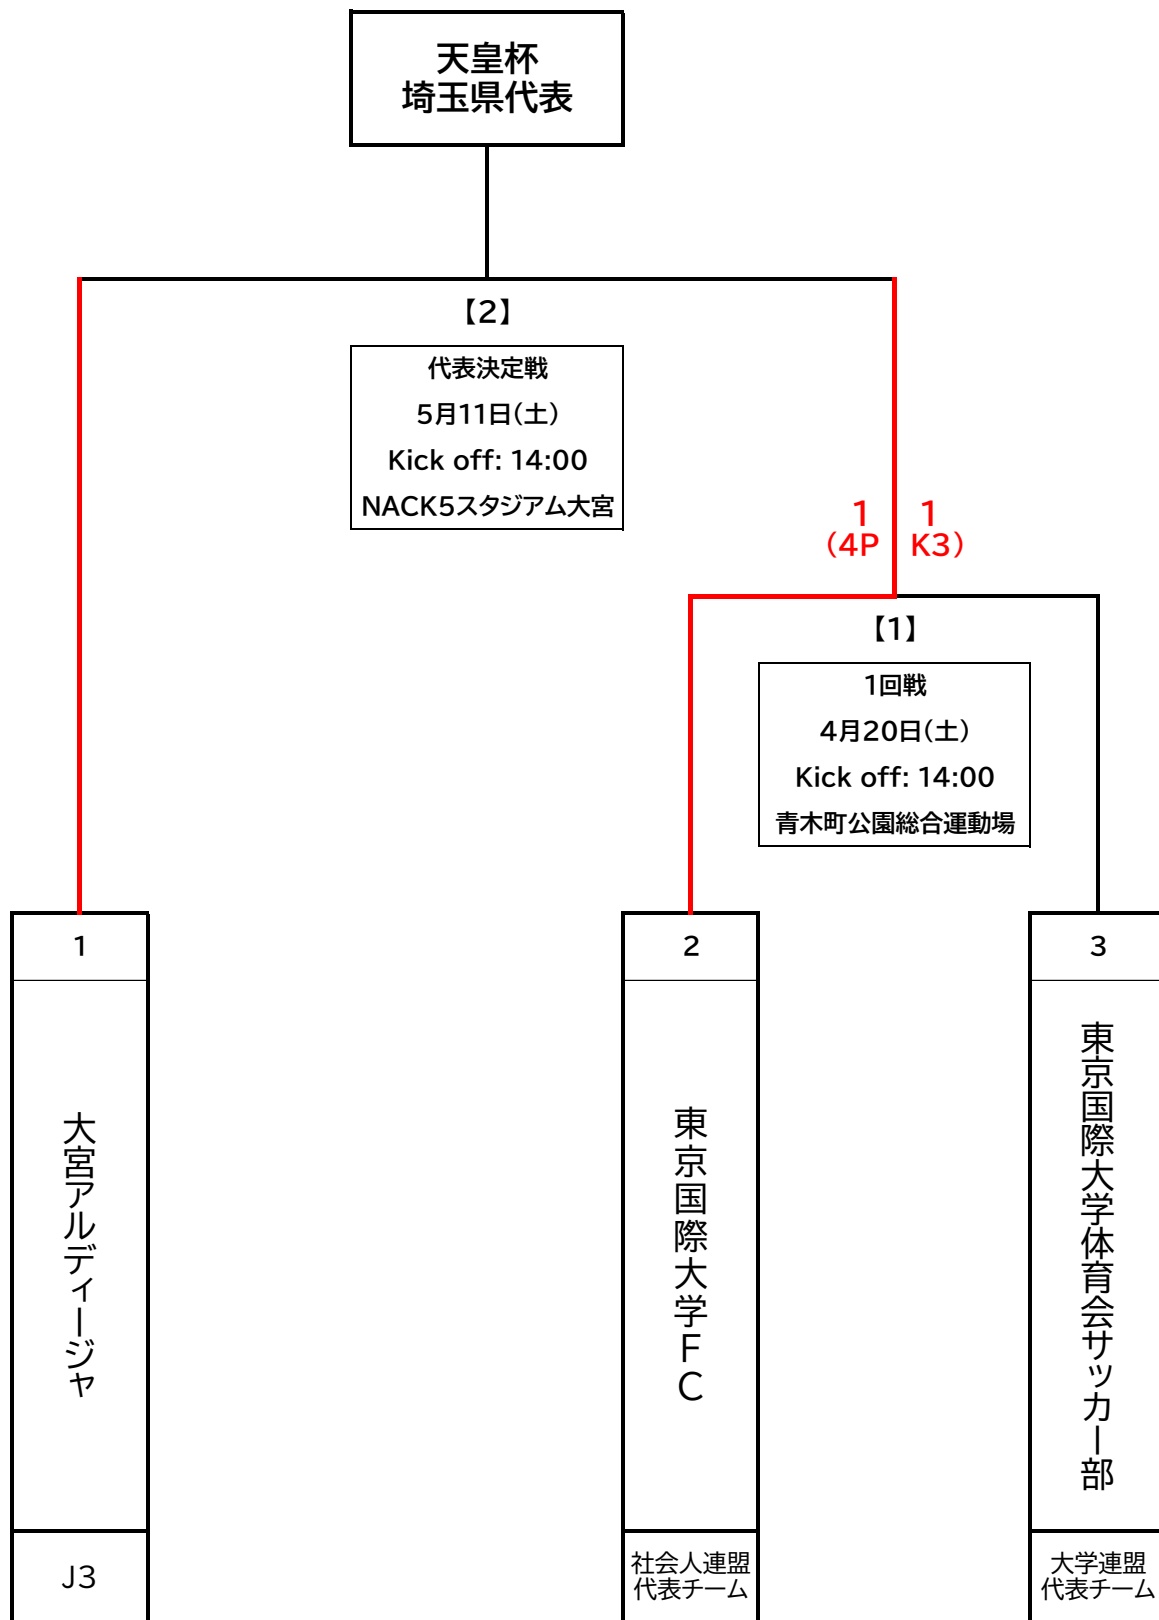 天皇杯
埼玉県代表
【2】
代表決定戦
5月11日(土)
Kick off: 14:00
NACK5スタジアム大宮
1 1
(4P K3)
【1】
1回戦
4月20日(土)
Kick off: 14:00
青木町公園総合運動場
1
大宮アルディージャ
J3
2
東京国際大学FC
社会人連盟
代表チーム
3
東京国際大学体育会サッカー部
大学連盟
代表チーム